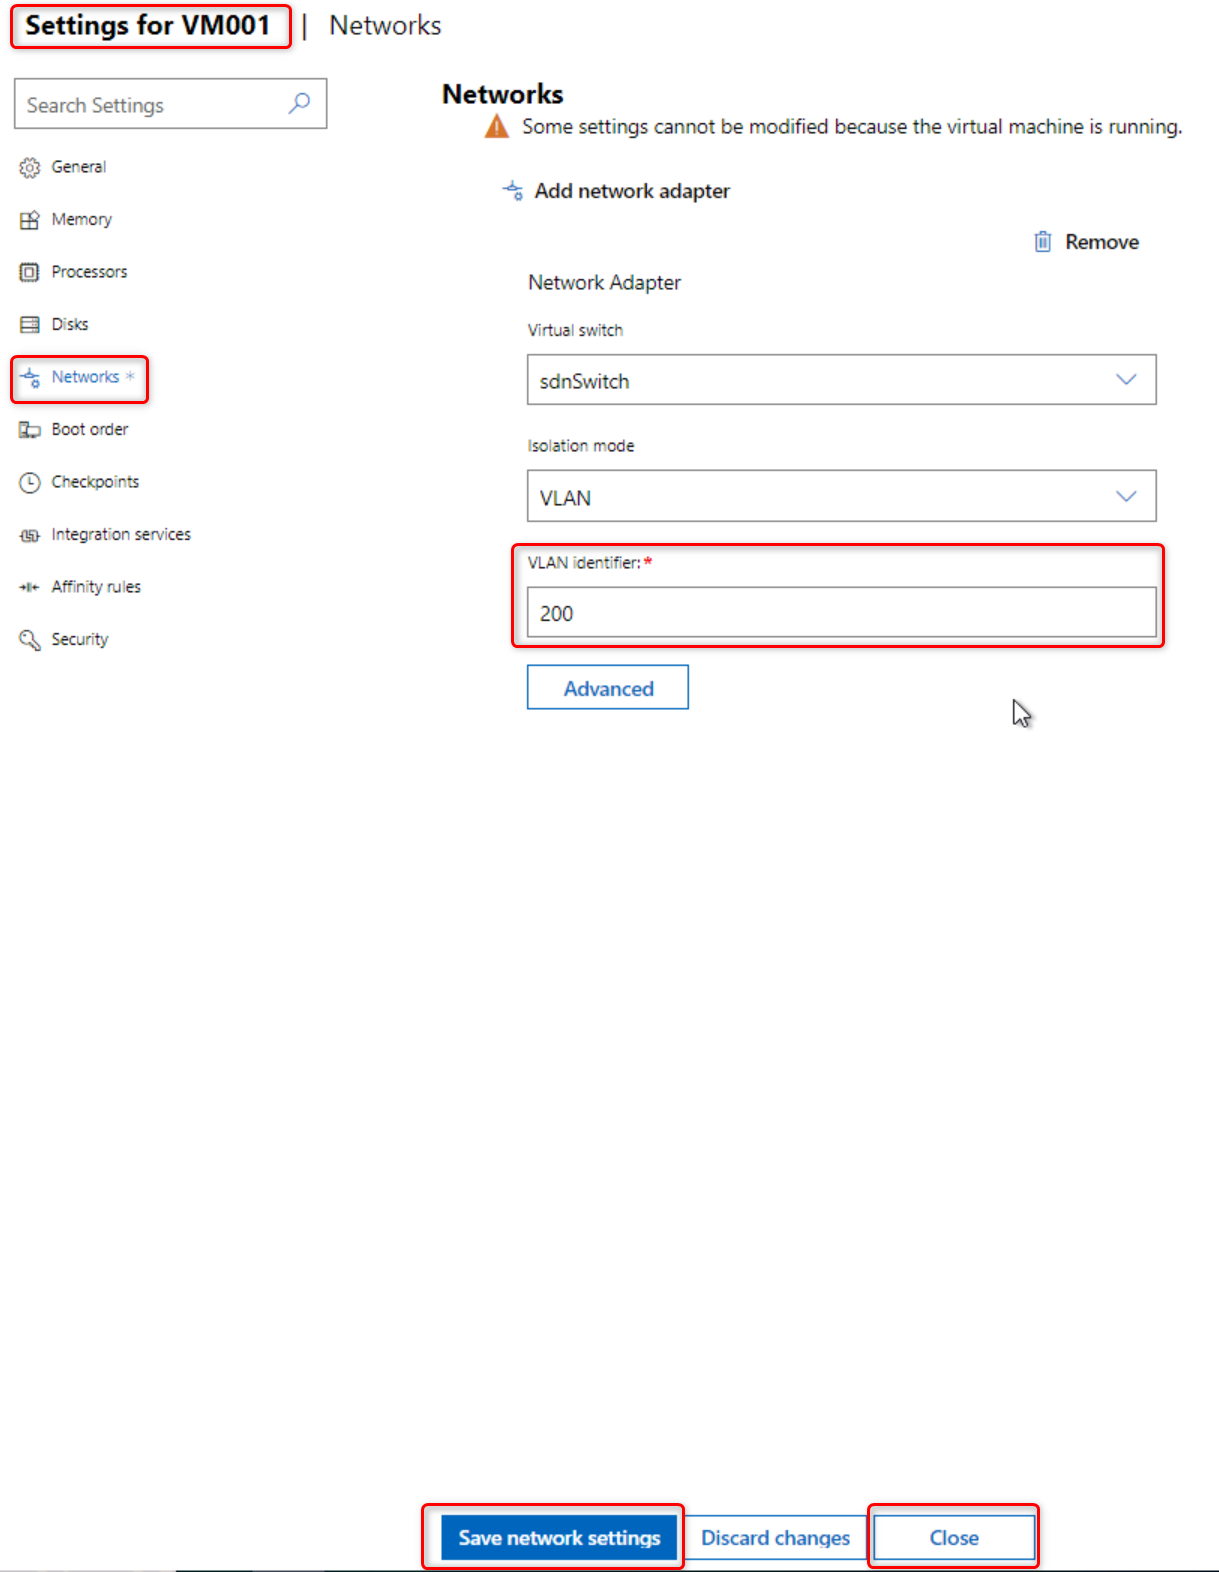 Settings for VM001 | Networks
Search Settings
General
Memory
Processors
Disks
Networks *
Boot order
Checkpoints
Integration services
Affinity rules
Security
Networks
Some settings cannot be modified because the virtual machine is running.
Add network adapter
Remove
Network Adapter
Virtual switch
sdnSwitch
Isolation mode
VLAN
VLAN identifier:*
200
Advanced
Save network settings
Discard changes
Close